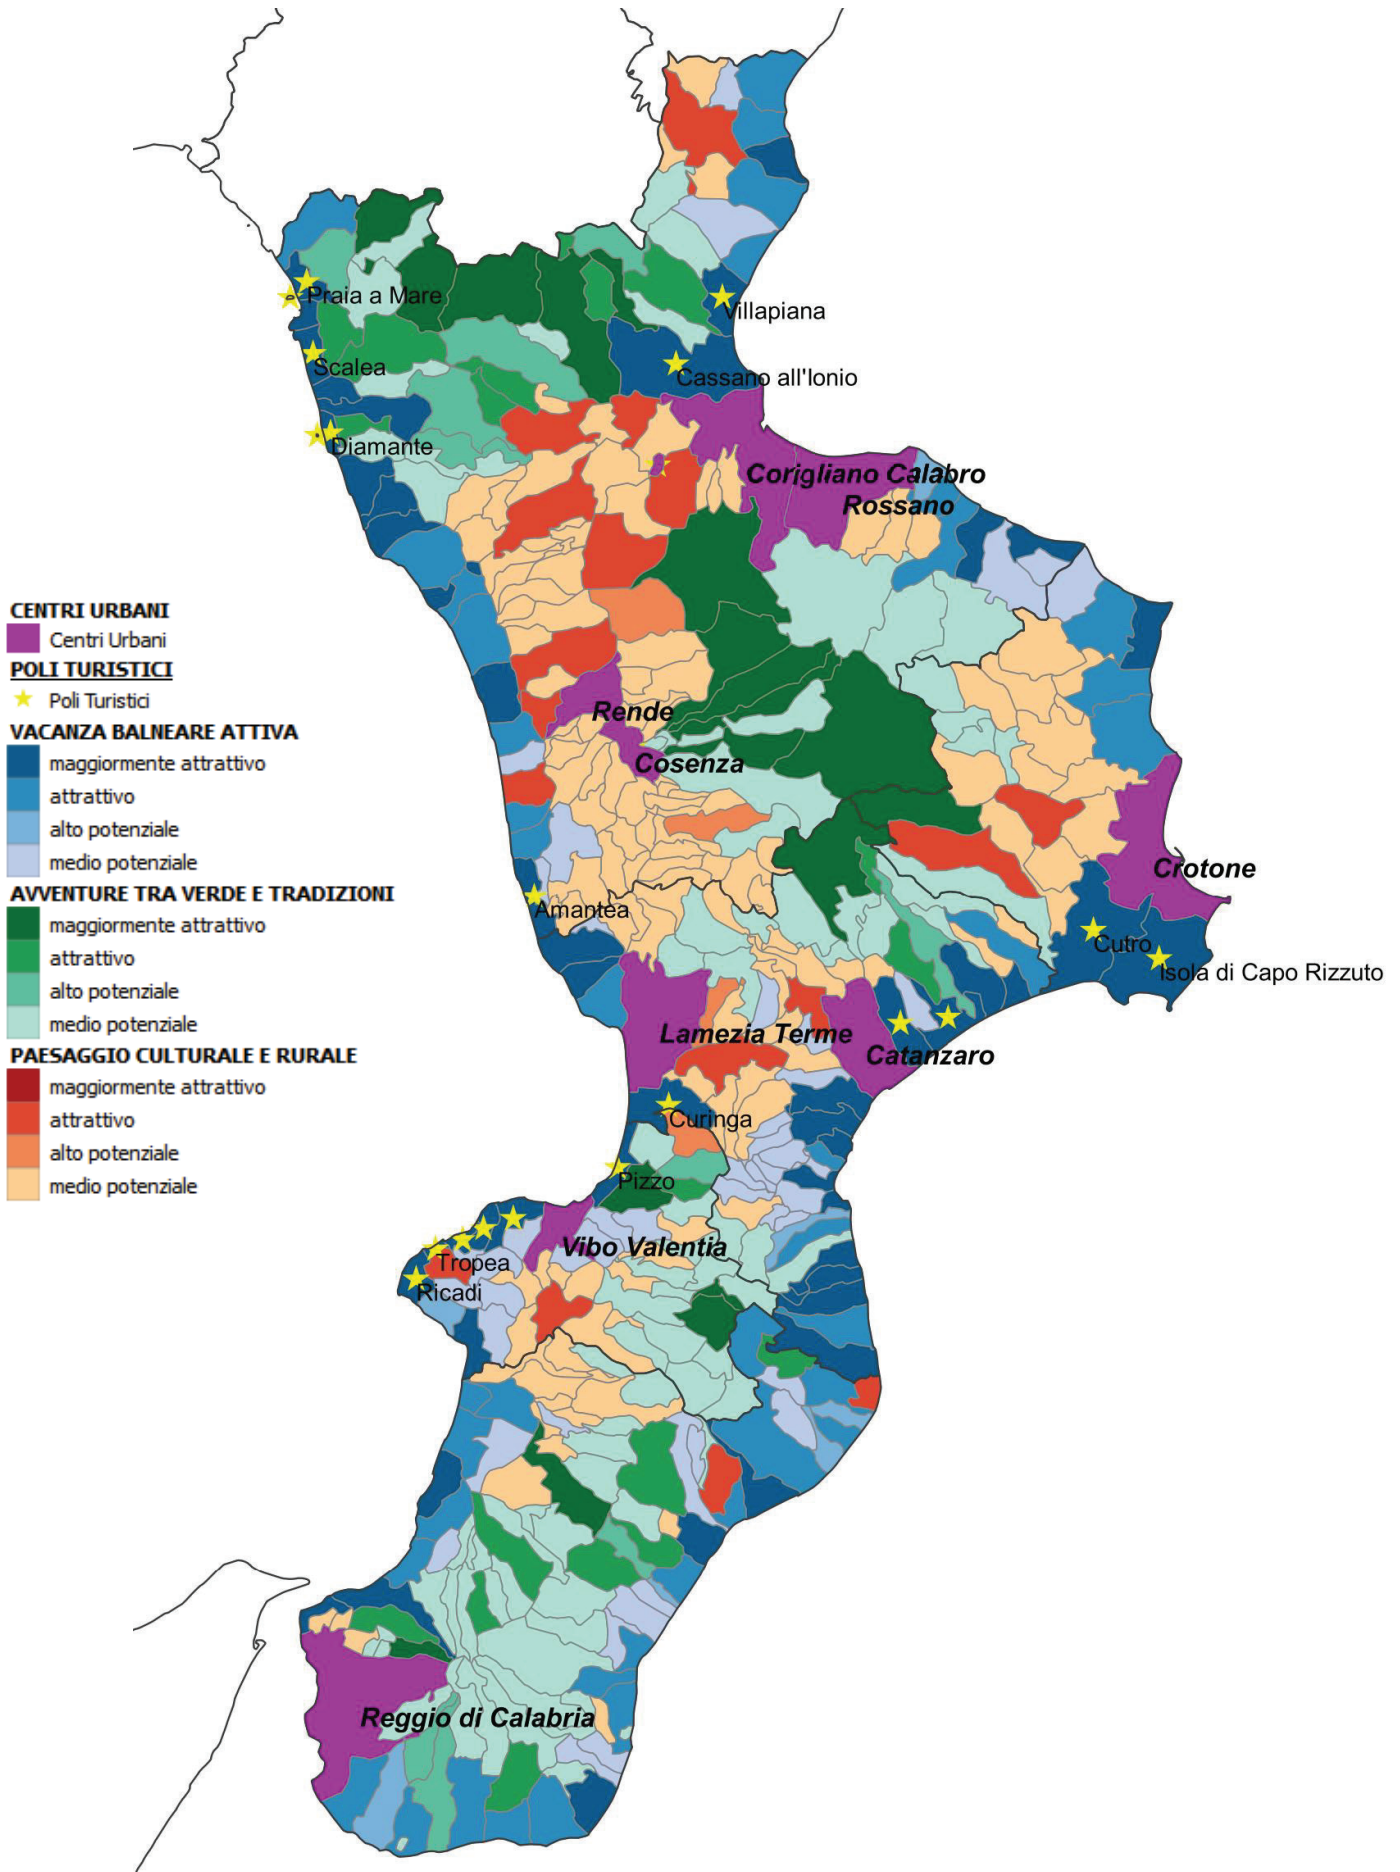 Praia a Mare
Villapiana
Scalea
Cassano all'Ionio
Diamante
Corigliano Calabro
Rossano
CENTRI URBANI
Centri Urbani
POLI TURISTICI
Poli Turistici
VACANZA BALNEARE ATTIVA
maggiormente attrattivo
attrattivo
alto potenziale
medio potenziale
AVVENTURE TRA VERDE E TRADIZIONI
maggiormente attrattivo
attrattivo
alto potenziale
medio potenziale
PAESAGGIO CULTURALE E RURALE
maggiormente attrattivo
attrattivo
alto potenziale
medio potenziale
Rende
Cosenza
Crotone
Amantea
Cutro
Isola di Capo Rizzuto
Lamezia Terme
Catanzaro
Curinga
Pizzo
Vibo Valentia
Tropea
Ricadi
Reggio di Calabria